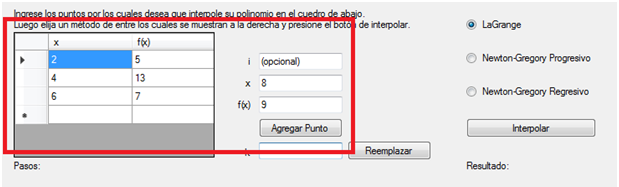 Ingrese los puntos por los cuales desea que interpole su polinomio en el cuedro de abajo.
Luego elija un método de entre los cuales se muestran a la derecha y presione el botón de interpolar.
x f(x)
2 5
4 13
6 7
i (opcional)
x 8
f(x) 9
Agregar Punto
Reemplazar
Pasos:
LaGrange
Newton-Gregory Progresivo
Newton-Gregory Regresivo
Interpolar
Resultado: